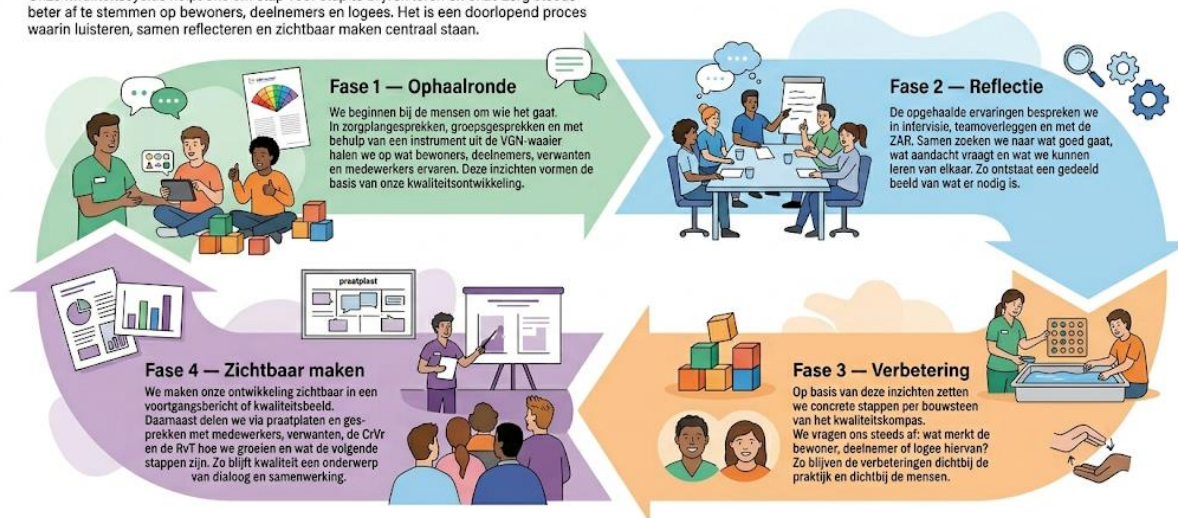 beter af te stemmen op bewoners, deelnemers en logees. Het is een doorlopend proces
waarin luisteren, samen reflecteren en zichtbaar maken centraal staan.
Fase 1 — Ophaalronde
We beginnen bij de mensen om wie het gaat.
In zorgplangesprekken, groepsgesprekken en met
behulp van een instrument uit de VGN-waaier
halen we op wat bewoners, deelnemers, verwanten
en medewerkers ervaren. Deze inzichten vormen de
basis van onze kwaliteitsontwikkeling.
Fase 2 — Reflectie
De opgehaalde ervaringen bespreken we
in intervisie, teamoverleggen en met de
ZAR. Samen zoeken we naar wat goed gaat,
wat aandacht vraagt en wat we kunnen
leren van elkaar. Zo ontstaat een gedeeld
beeld van wat er nodig is.
Fase 3 — Verbetering
Op basis van deze inzichten zetten
we concrete stappen per bouwsteen
van het kwaliteitskompas.
We vragen ons steeds af: wat merkt de
bewoner, deelnemer of logee hiervan?
Zo blijven de verbeteringen dichtbij de
praktijk en dichtbij de mensen.
praatplast
Fase 4 — Zichtbaar maken
We maken onze ontwikkeling zichtbaar in een
voortgangsbericht of kwaliteitsbeeld.
Daarnaast delen we via praatplaten en ges-
prekken met medewerkers, verwanten, de CrVr
en de RvT hoe we groeien en wat de volgende
stappen zijn. Zo blijft kwaliteit een onderwerp
van dialoog en samenwerking.